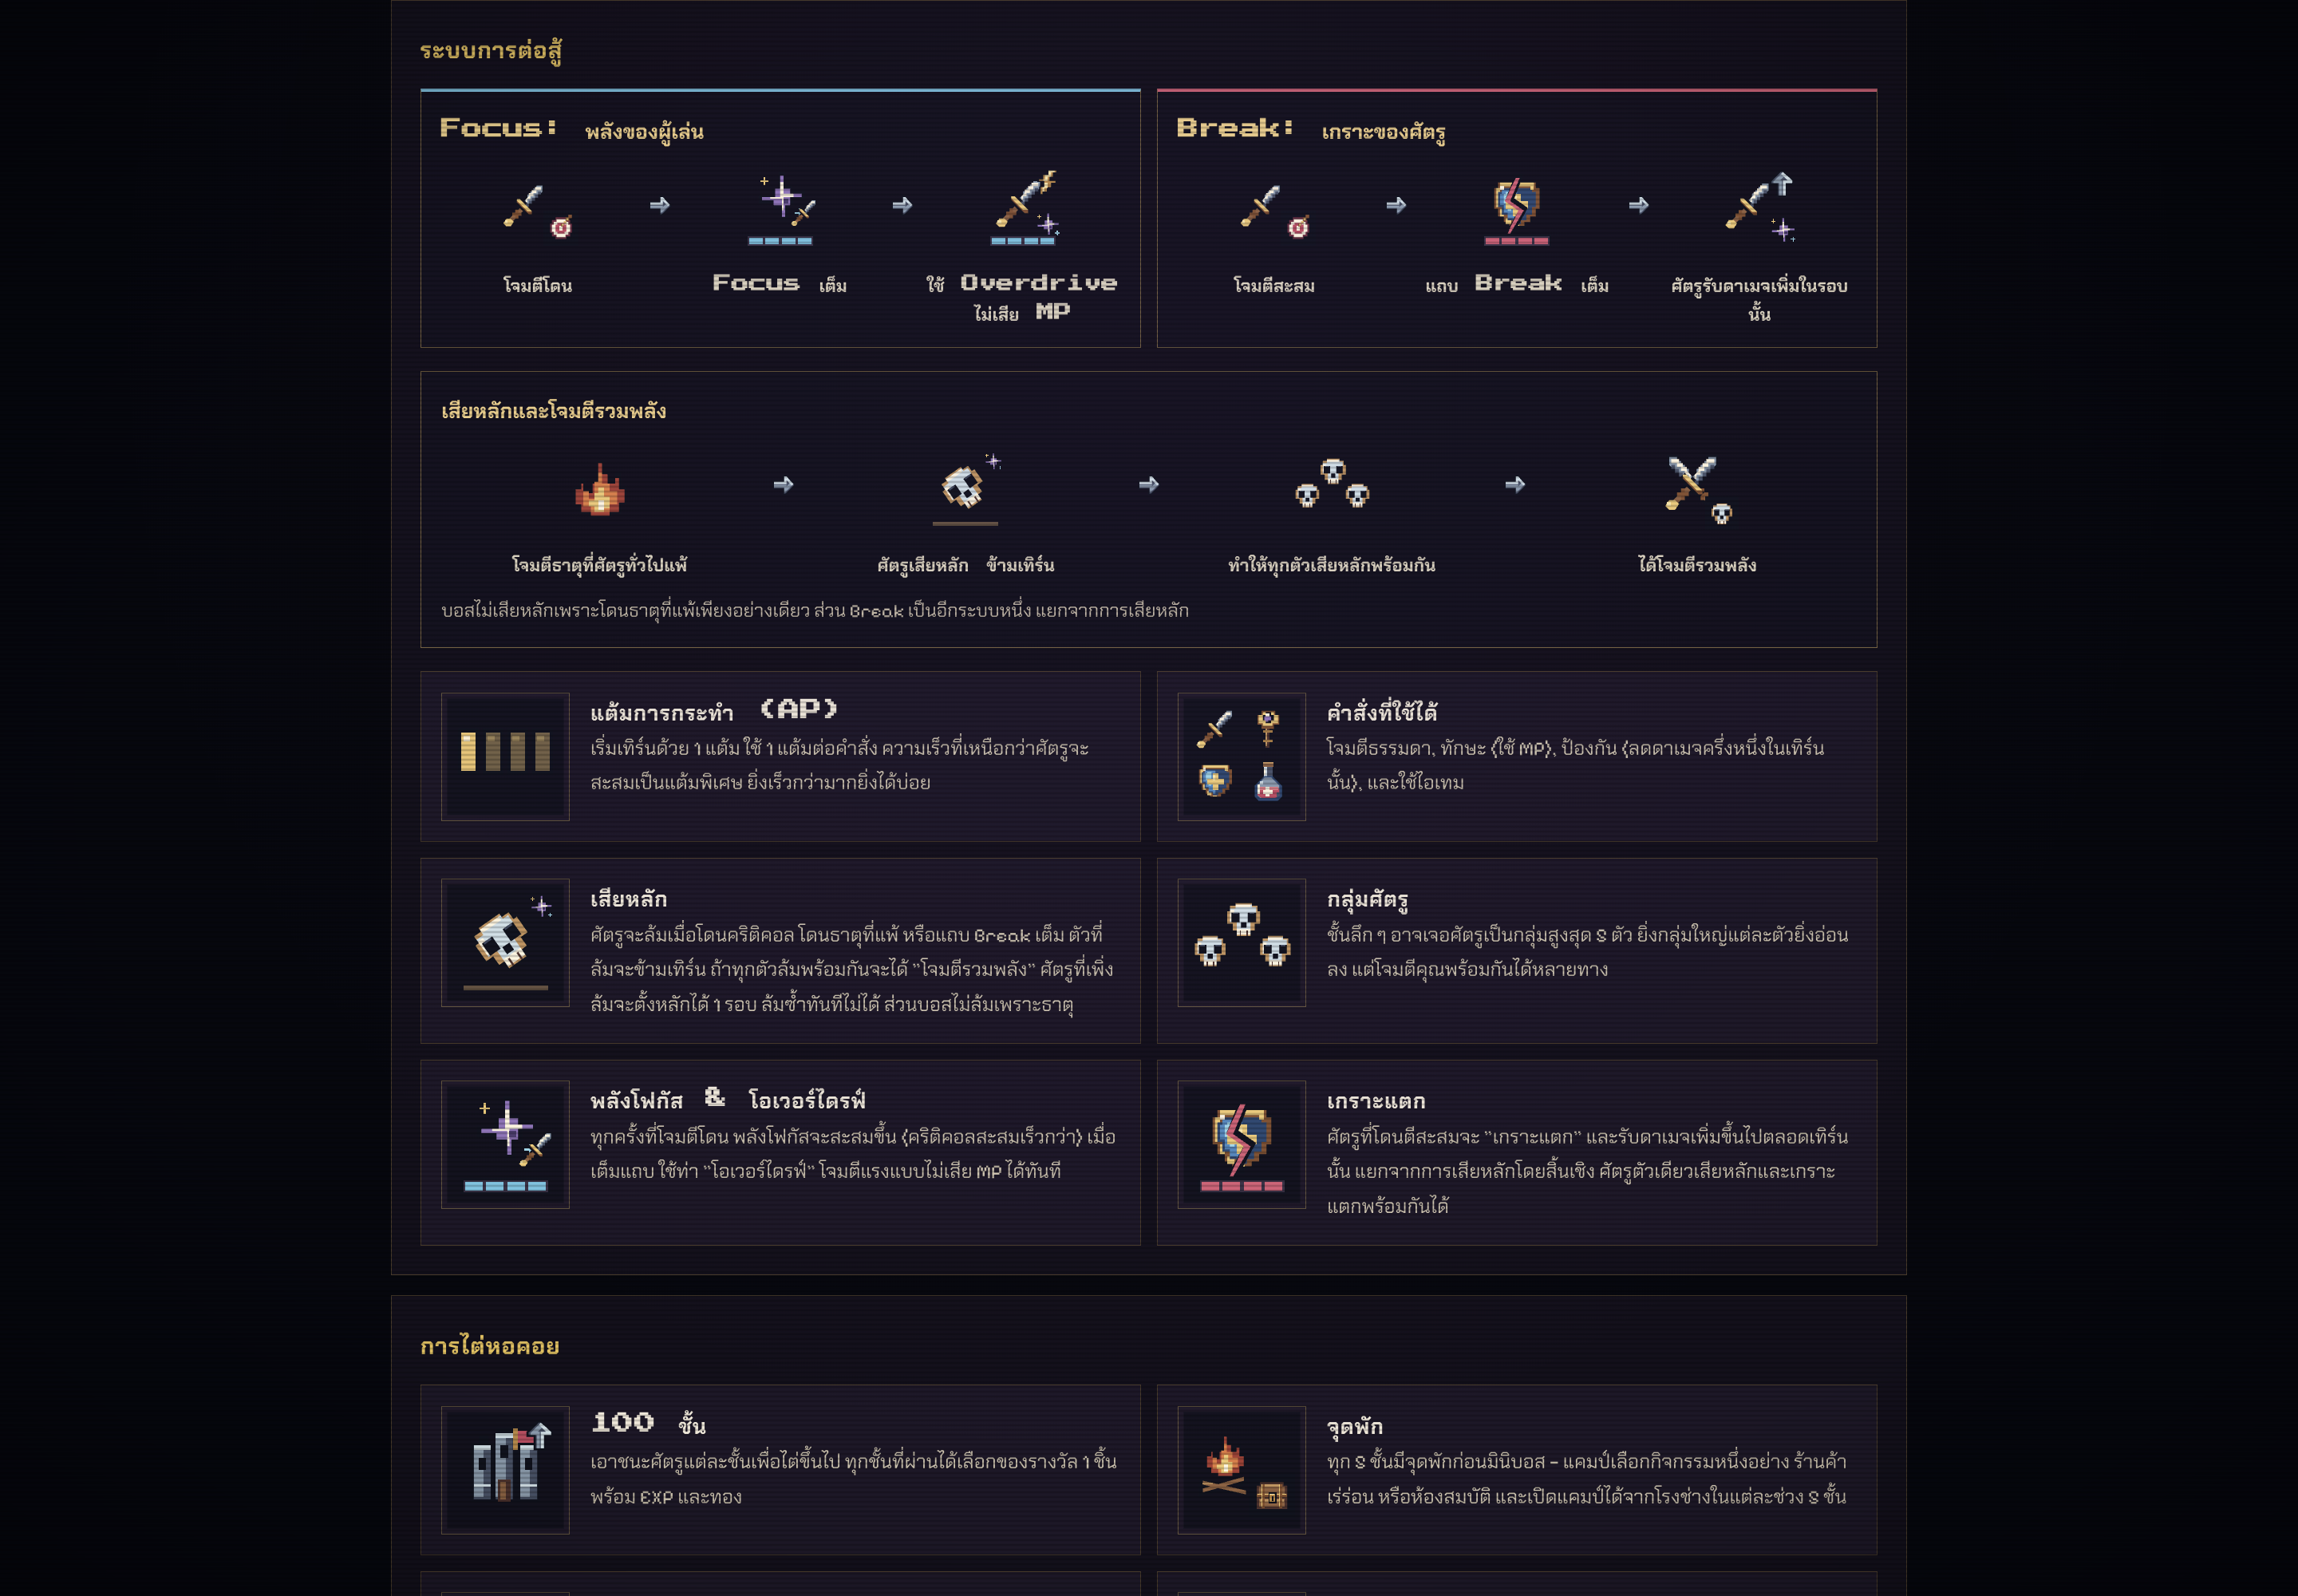 ระบบการต่อสู้
Focus: พลังของผู้เล่น
โจมตีโดน
Focus เต็ม
ใช้ Overdrive
ไม่เสีย MP
Break: เกราะของศัตรู
โจมตีสะสม
แถบ Break เต็ม
ศัตรูรับดาเมจเพิ่มในรอบ
นั้น
เสียหลักและโจมตีรวมพลัง
โจมตีธาตุที่ศัตรูทั่วไปแพ้
ศัตรูเสียหลัก ข้ามเทิร์น
ทำให้ทุกตัวเสียหลักพร้อมกัน
ได้โจมตีรวมพลัง
บอสไม่เสียหลักเพราะโดนธาตุที่แพ้เพียงอย่างเดียว ส่วน Break เป็นอีกระบบหนึ่ง แยกจากการเสียหลัก
แต้มการกระทำ (AP)
เริ่มเทิร์นด้วย 1 แต้ม ใช้ 1 แต้มต่อคำสั่ง ความเร็วที่เหนือกว่าศัตรูจะ
สะสมเป็นแต้มพิเศษ ยิ่งเร็วกว่ามากยิ่งได้บ่อย
คำสั่งที่ใช้ได้
โจมตีธรรมดา, ทักษะ (ใช้ MP), ป้องกัน (ลดดาเมจครึ่งหนึ่งในเทิร์น
นั้น), และใช้ไอเทม
เสียหลัก
ศัตรูจะล้มเมื่อโดนคริติคอล โดนธาตุที่แพ้ หรือแถบ Break เต็ม ตัวที่
ล้มจะข้ามเทิร์น ถ้าทุกตัวล้มพร้อมกันจะได้ "โจมตีรวมพลัง" ศัตรูที่เพิ่ง
ล้มจะตั้งหลักได้ 1 รอบ ล้มซ้ำทันทีไม่ได้ ส่วนบอสไม่ล้มเพราะธาตุ
กลุ่มศัตรู
ชั้นลึก ๆ อาจเจอศัตรูเป็นกลุ่มสูงสุด 5 ตัว ยิ่งกลุ่มใหญ่แต่ละตัวยิ่งอ่อน
ลง แต่โจมตีคุณพร้อมกันได้หลายทาง
พลังโฟกัส & โอเวอร์ไดรฟ์
ทุกครั้งที่โจมตีโดน พลังโฟกัสจะสะสมขึ้น (คริติคอลสะสมเร็วกว่า) เมื่อ
เต็มแถบ ใช้ท่า "โอเวอร์ไดรฟ์" โจมตีแรงแบบไม่เสีย MP ได้ทันที
เกราะแตก
ศัตรูที่โดนตีสะสมจะ "เกราะแตก" และรับดาเมจเพิ่มขึ้นไปตลอดเทิร์น
นั้น แยกจากการเสียหลักโดยสิ้นเชิง ศัตรูตัวเดียวเสียหลักและเกราะ
แตกพร้อมกันได้
การไต่หอคอย
100 ชั้น
เอาชนะศัตรูแต่ละชั้นเพื่อไต่ขึ้นไป ทุกชั้นที่ผ่านได้เลือกของรางวัล 1 ชิ้น
พร้อม EXP และทอง
จุดพัก
ทุก 5 ชั้นมีจุดพักก่อนมินิบอส - แคมป์เลือกกิจกรรมหนึ่งอย่าง ร้านค้า
เร่ร่อน หรือห้องสมบัติ และเปิดแคมป์ได้จากโรงช่างในแต่ละช่วง 5 ชั้น